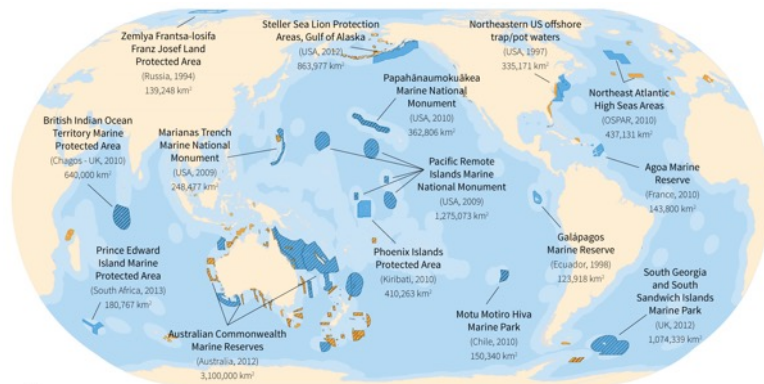 Zemlya Frantsa-Iosifa
Franz Josef Land
Protected Area
(Russia, 1994)
139,248 km²
Steller Sea Lion Protection
Areas, Gulf of Alaska
(USA, 2012)
863,977 km²
Northeastern US offshore
trap/pot waters
(USA, 1997)
335,171 km²
Papahānaumokuākea
Marine National
Monument
(USA, 2010)
362,806 km²
Northeast Atlantic
High Seas Areas
(OSPAR, 2010)
437,131 km²
British Indian Ocean
Territory Marine
Protected Area
(Chagos - UK, 2010)
640,000 km²
Marianas Trench
Marine National
Monument
(USA, 2009)
248,477 km²
Pacific Remote
Islands Marine
National Monument
(USA, 2009)
1,275,073 km²
Agoa Marine
Reserve
(France, 2010)
143,800 km²
Prince Edward
Island Marine
Protected Area
(South Africa, 2013)
180,767 km²
Phoenix Islands
Protected Area
(Kiribati, 2010)
410,263 km²
Galápagos
Marine Reserve
(Ecuador, 1998)
123,918 km²
Australian Commonwealth
Marine Reserves
(Australia, 2012)
3,100,000 km²
Motu Motiro Hiva
Marine Park
(Chile, 2010)
150,340 km²
South Georgia
and South
Sandwich Islands
Marine Park
(UK, 2012)
1,074,339 km²